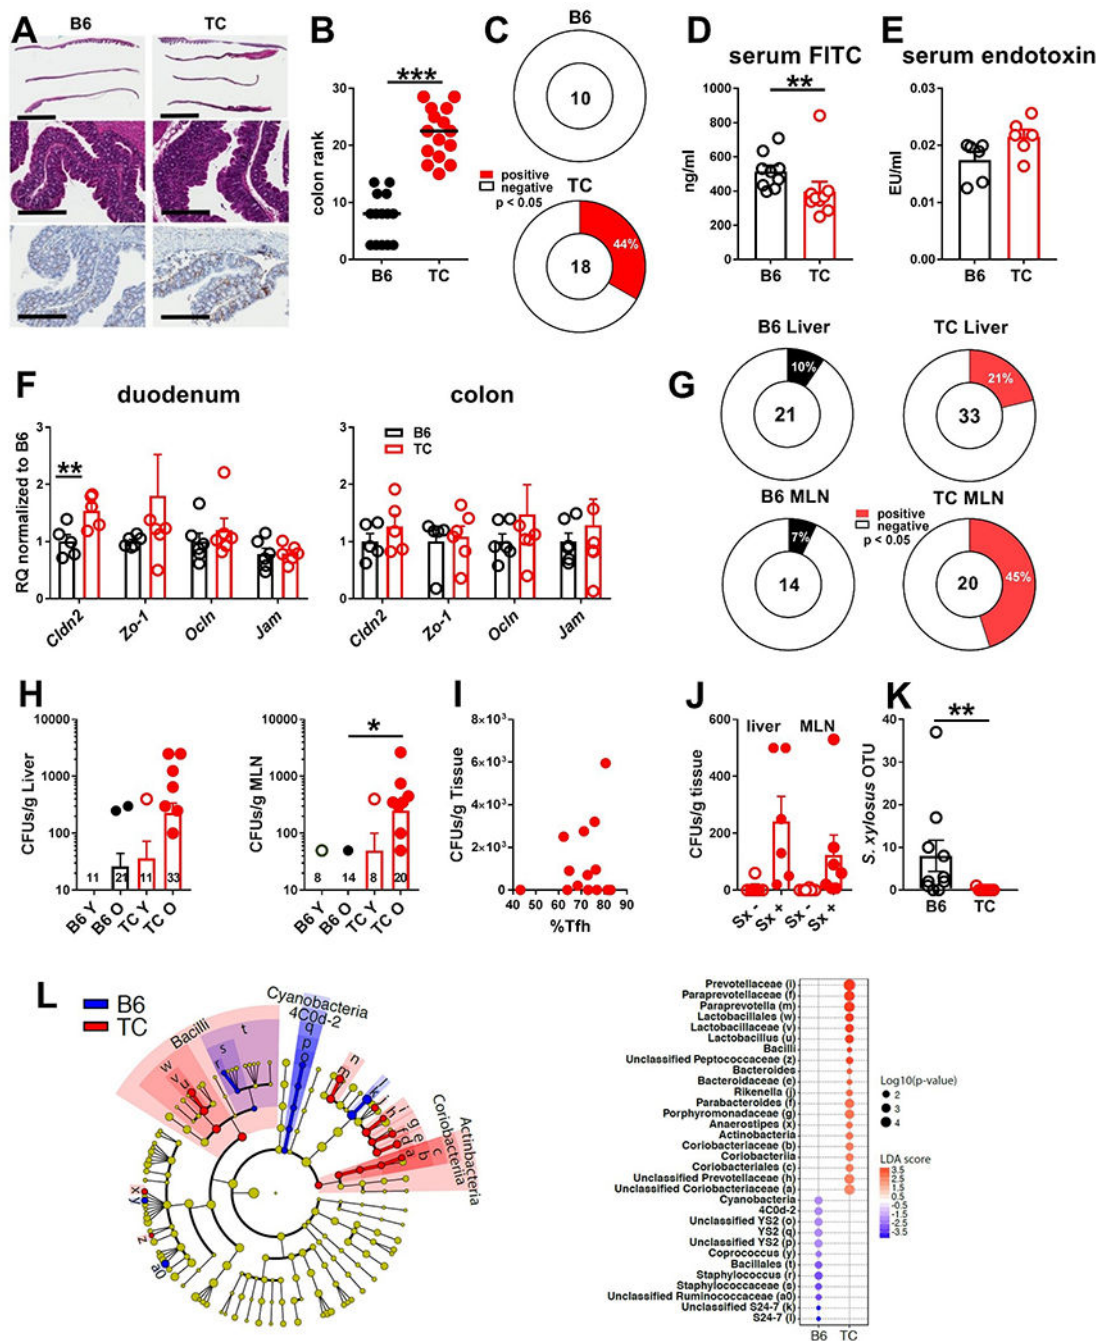 A
B6
TC
B
colon rank
30
20
10
0
***
B6
TC
C
B6
10
positive
negative
p < 0.05
TC
44%
18
D
serum FITC
ng/ml
1000
800
600
400
200
0
**
B6
TC
E
serum endotoxin
EU/ml
0.03
0.02
0.01
0.00
B6
TC
F
duodenum
RQ normalized to B6
3
2
1
0
**
Cldn2
Zo-1
Ocln
Jam
colon
3
2
1
0
B6
TC
Cldn2
Zo-1
Ocln
Jam
G
B6 Liver
10%
21
TC Liver
21%
33
B6 MLN
7%
14
positive
negative
p < 0.05
TC MLN
45%
20
H
CFUs/g Liver
10000
1000
100
10
11
21
11
33
B6 Y
B6 O
TC Y
TC O
CFUs/g MLN
10000
1000
100
10
*
8
14
8
20
B6 Y
B6 O
TC Y
TC O
I
CFUs/g Tissue
8×10³
6×10³
4×10³
2×10³
0
40 50 60 70 80 90
%Tfh
J
CFUs/g tissue
600
400
200
0
liver
MLN
Sx -
Sx +
Sx -
Sx +
K
S. xylosus OTU
40
30
20
10
0
**
B6
TC
L
B6
TC
Bacilli
Cyanobacteria
4C0d-2
Actinbacteria
Coriobacteriia
w
v
u
r
s
t
q
p
o
n
m
l
k
j
i
h
g
f
e
d
c
b
a
x
y
z
a0
Prevotellaceae (i)
Paraprevotellaceae (f)
Paraprevotella (m)
Lactobacillales (w)
Lactobacillaceae (v)
Lactobacillus (u)
Bacilli
Unclassified Peptococcaceae (z)
Bacteroides
Bacteroidaceae (e)
Rikenella (j)
Parabacteroides (f)
Porphyromonadaceae (g)
Anaerostipes (x)
Actinobacteria
Coriobacteriaceae (b)
Coriobacteriia
Coriobacteriales (c)
Unclassified Prevotellaceae (h)
Unclassified Coriobacteriaceae (a)
Cyanobacteria
4C0d-2
Unclassified YS2 (o)
YS2 (q)
Unclassified YS2 (p)
Coprococcus (y)
Bacillales (t)
Staphylococcus (r)
Staphylococcaceae (s)
Unclassified Ruminococcaceae (a0)
Unclassified S24-7 (k)
S24-7 (l)
B6
TC
Log10(p-value)
2
3
4
LDA score
3.5
2.5
1.5
0.5
-0.5
-1.5
-2.5
-3.5